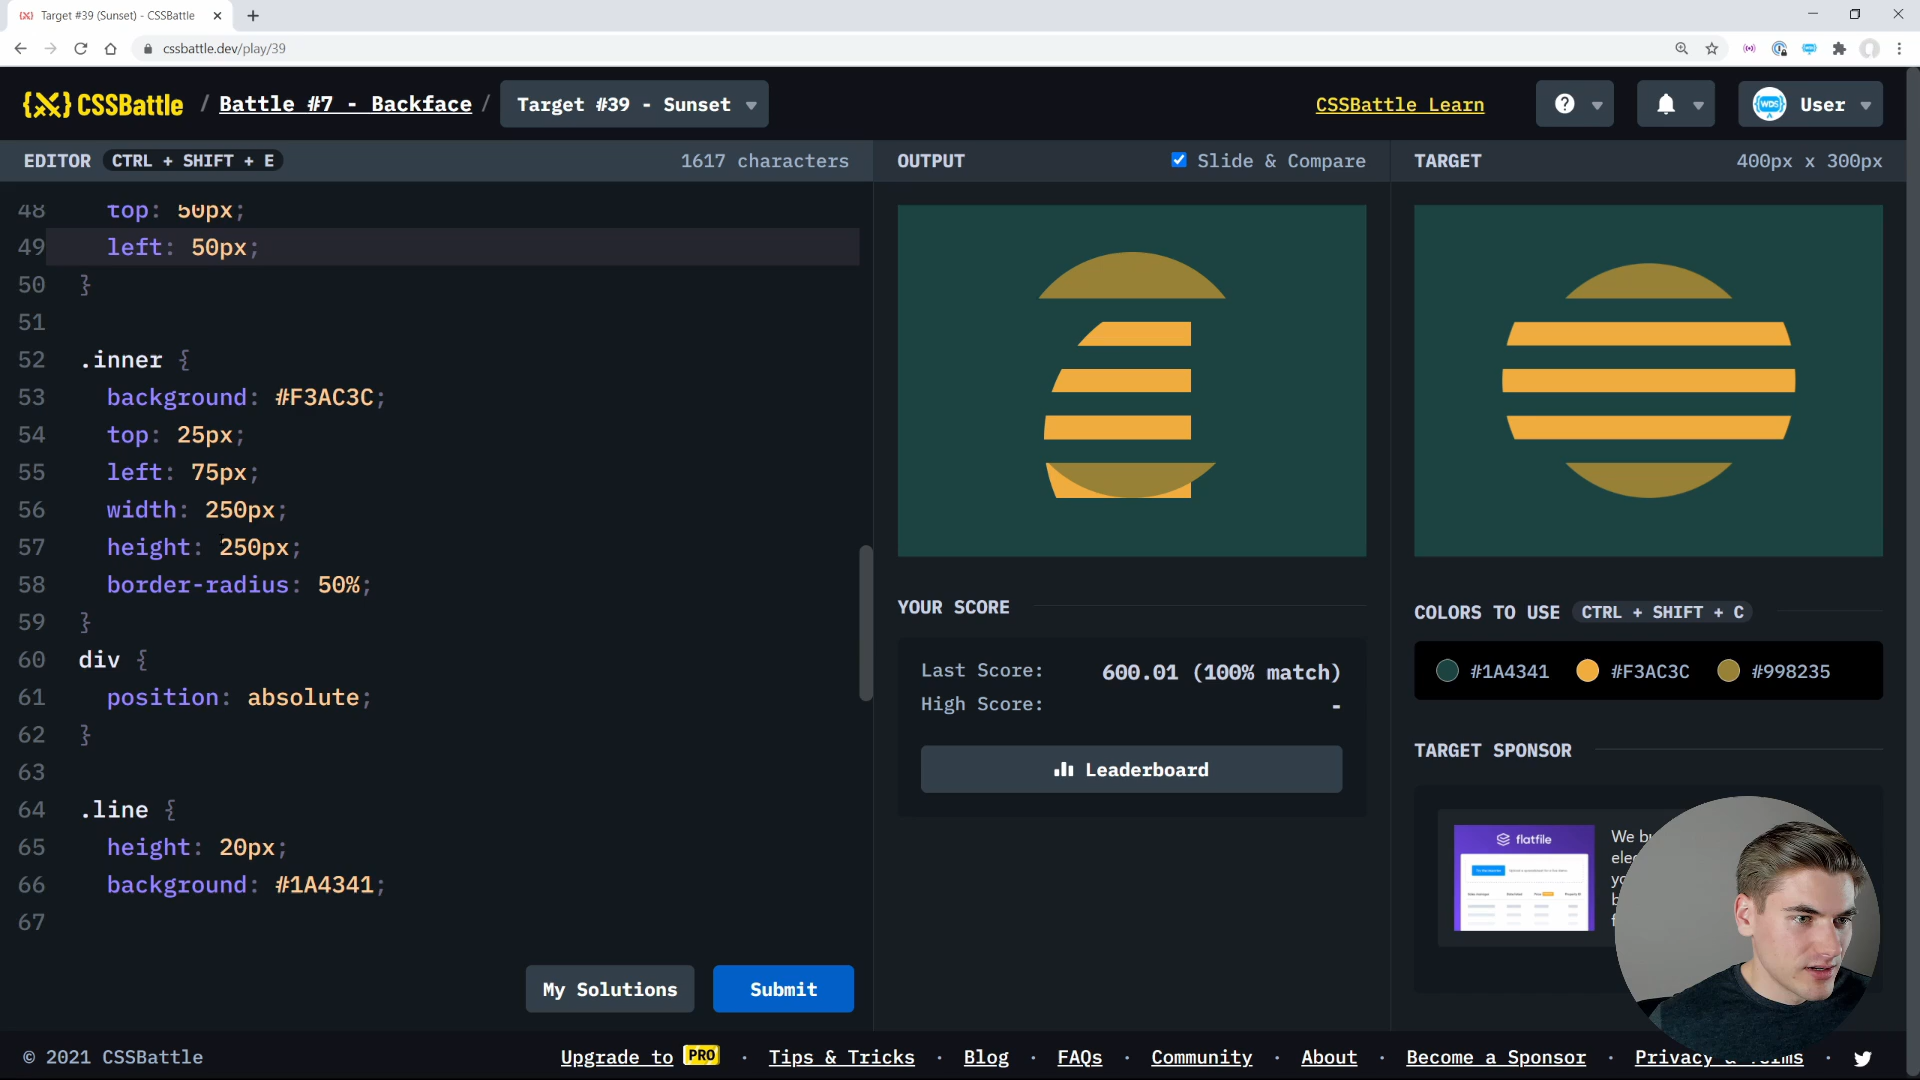 Target #39 (Sunset) - CSSBattle
cssbattle.dev/play/39
CSSBattle / Battle #7 - Backface / Target #39 - Sunset
CSSBattle Learn
?
WDS
User
EDITOR CTRL + SHIFT + E 1617 characters
OUTPUT Slide & Compare
TARGET 400px x 300px
48 top: 50px;
49 left: 50px;
50 }
51
52 .inner {
53 background: #F3AC3C;
54 top: 25px;
55 left: 75px;
56 width: 250px;
57 height: 250px;
58 border-radius: 50%;
59 }
60 div {
61 position: absolute;
62 }
63
64 .line {
65 height: 20px;
66 background: #1A4341;
67
My Solutions Submit
YOUR SCORE
Last Score: 600.01 (100% match)
High Score: -
Leaderboard
COLORS TO USE CTRL + SHIFT + C
#1A4341 #F3AC3C #998235
TARGET SPONSOR
flatfile
We
© 2021 CSSBattle
Upgrade to PRO · Tips & Tricks · Blog · FAQs · Community · About · Become a Sponsor · Privacy